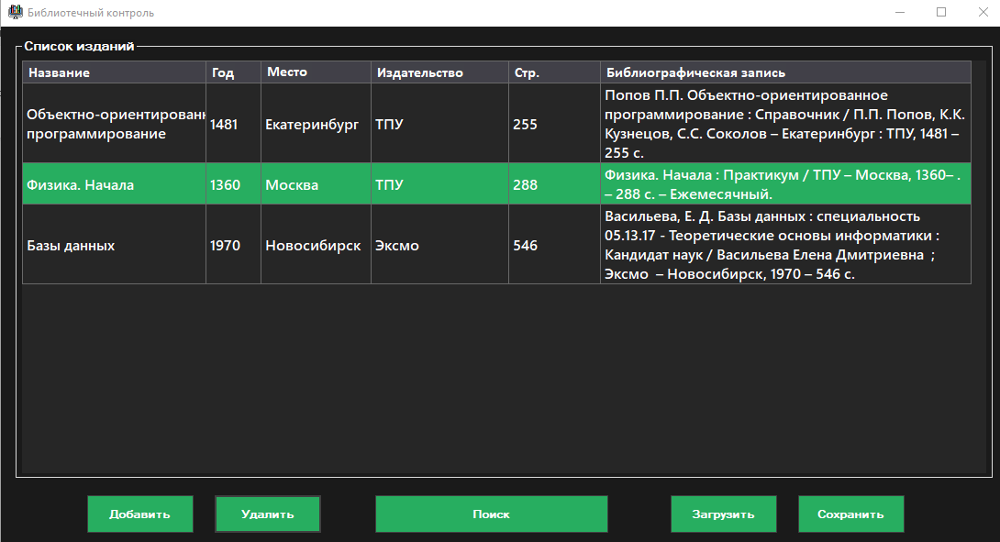 Библиотечный контроль
Список изданий
Название Год Место Издательство Стр. Библиографическая запись
Объектно-ориентированн
программирование
1481 Екатеринбург ТПУ 255
Попов П.П. Объектно-ориентированное
программирование : Справочник / П.П. Попов, К.К.
Кузнецов, С.С. Соколов – Екатеринбург : ТПУ, 1481 –
255 с.
Физика. Начала 1360 Москва ТПУ 288
Физика. Начала : Практикум / ТПУ – Москва, 1360– .
– 288 с. – Ежемесячный.
Базы данных 1970 Новосибирск Эксмо 546
Васильева, Е. Д. Базы данных : специальность
05.13.17 - Теоретические основы информатики :
Кандидат наук / Васильева Елена Дмитриевна  ;
Эксмо  – Новосибирск, 1970 – 546 с.
Добавить Удалить Поиск Загрузить Сохранить